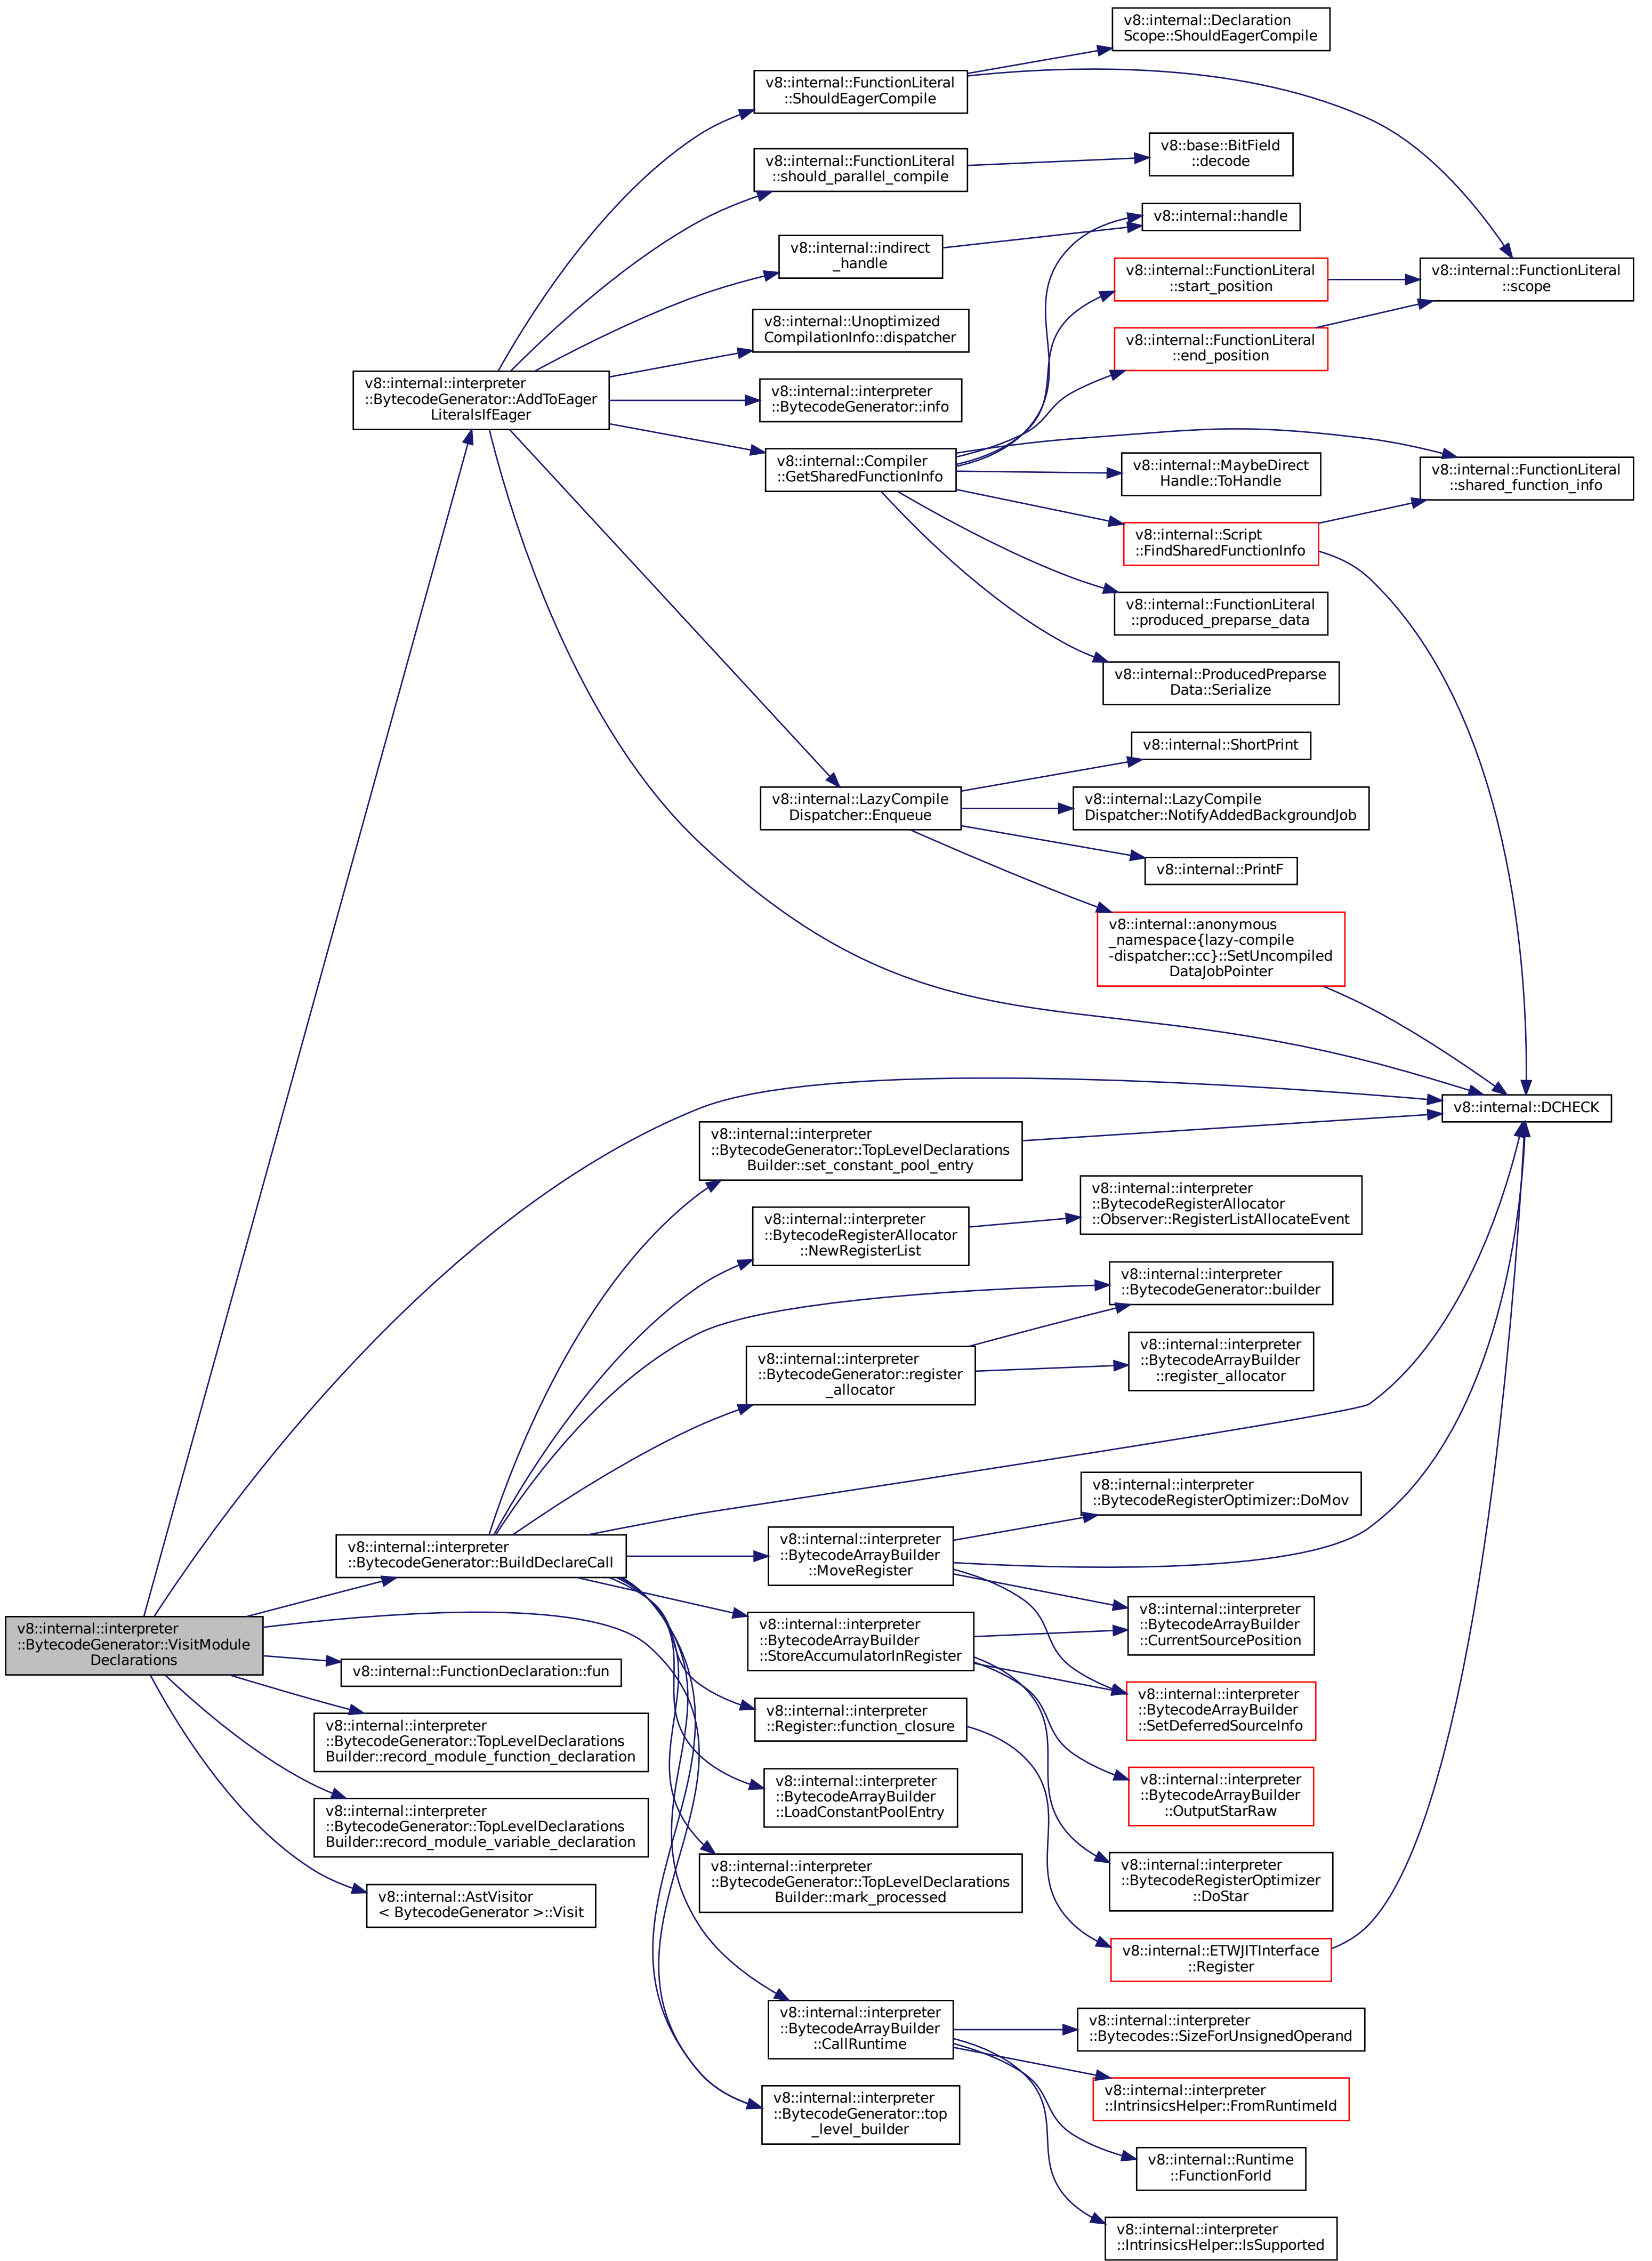 v8::internal::Declaration
Scope::ShouldEagerCompile
v8::internal::FunctionLiteral
::ShouldEagerCompile
v8::base::BitField
::decode
v8::internal::FunctionLiteral
::should_parallel_compile
v8::internal::handle
v8::internal::indirect
_handle
v8::internal::FunctionLiteral
::start_position
v8::internal::FunctionLiteral
::scope
v8::internal::Unoptimized
CompilationInfo::dispatcher
v8::internal::FunctionLiteral
::end_position
v8::internal::interpreter
::BytecodeGenerator::AddToEager
LiteralsIfEager
v8::internal::interpreter
::BytecodeGenerator::info
v8::internal::Compiler
::GetSharedFunctionInfo
v8::internal::MaybeDirect
Handle::ToHandle
v8::internal::FunctionLiteral
::shared_function_info
v8::internal::Script
::FindSharedFunctionInfo
v8::internal::FunctionLiteral
::produced_preparse_data
v8::internal::ProducedPreparse
Data::Serialize
v8::internal::ShortPrint
v8::internal::LazyCompile
Dispatcher::Enqueue
v8::internal::LazyCompile
Dispatcher::NotifyAddedBackgroundJob
v8::internal::PrintF
v8::internal::anonymous
_namespace{lazy-compile
-dispatcher::cc}::SetUncompiled
DataJobPointer
v8::internal::DCHECK
v8::internal::interpreter
::BytecodeGenerator::TopLevelDeclarations
Builder::set_constant_pool_entry
v8::internal::interpreter
::BytecodeRegisterAllocator
::Observer::RegisterListAllocateEvent
v8::internal::interpreter
::BytecodeRegisterAllocator
::NewRegisterList
v8::internal::interpreter
::BytecodeGenerator::builder
v8::internal::interpreter
::BytecodeGenerator::register
_allocator
v8::internal::interpreter
::BytecodeArrayBuilder
::register_allocator
v8::internal::interpreter
::BytecodeRegisterOptimizer::DoMov
v8::internal::interpreter
::BytecodeGenerator::BuildDeclareCall
v8::internal::interpreter
::BytecodeArrayBuilder
::MoveRegister
v8::internal::interpreter
::BytecodeArrayBuilder
::CurrentSourcePosition
v8::internal::interpreter
::BytecodeGenerator::VisitModule
Declarations
v8::internal::interpreter
::BytecodeArrayBuilder
::StoreAccumulatorInRegister
v8::internal::FunctionDeclaration::fun
v8::internal::interpreter
::BytecodeArrayBuilder
::SetDeferredSourceInfo
v8::internal::interpreter
::Register::function_closure
v8::internal::interpreter
::BytecodeGenerator::TopLevelDeclarations
Builder::record_module_function_declaration
v8::internal::interpreter
::BytecodeArrayBuilder
::OutputStarRaw
v8::internal::interpreter
::BytecodeArrayBuilder
::LoadConstantPoolEntry
v8::internal::interpreter
::BytecodeGenerator::TopLevelDeclarations
Builder::record_module_variable_declaration
v8::internal::interpreter
::BytecodeRegisterOptimizer
::DoStar
v8::internal::interpreter
::BytecodeGenerator::TopLevelDeclarations
Builder::mark_processed
v8::internal::AstVisitor
< BytecodeGenerator >::Visit
v8::internal::ETWJITInterface
::Register
v8::internal::interpreter
::BytecodeArrayBuilder
::CallRuntime
v8::internal::interpreter
::Bytecodes::SizeForUnsignedOperand
v8::internal::interpreter
::IntrinsicsHelper::FromRuntimeId
v8::internal::interpreter
::BytecodeGenerator::top
_level_builder
v8::internal::Runtime
::FunctionForId
v8::internal::interpreter
::IntrinsicsHelper::IsSupported